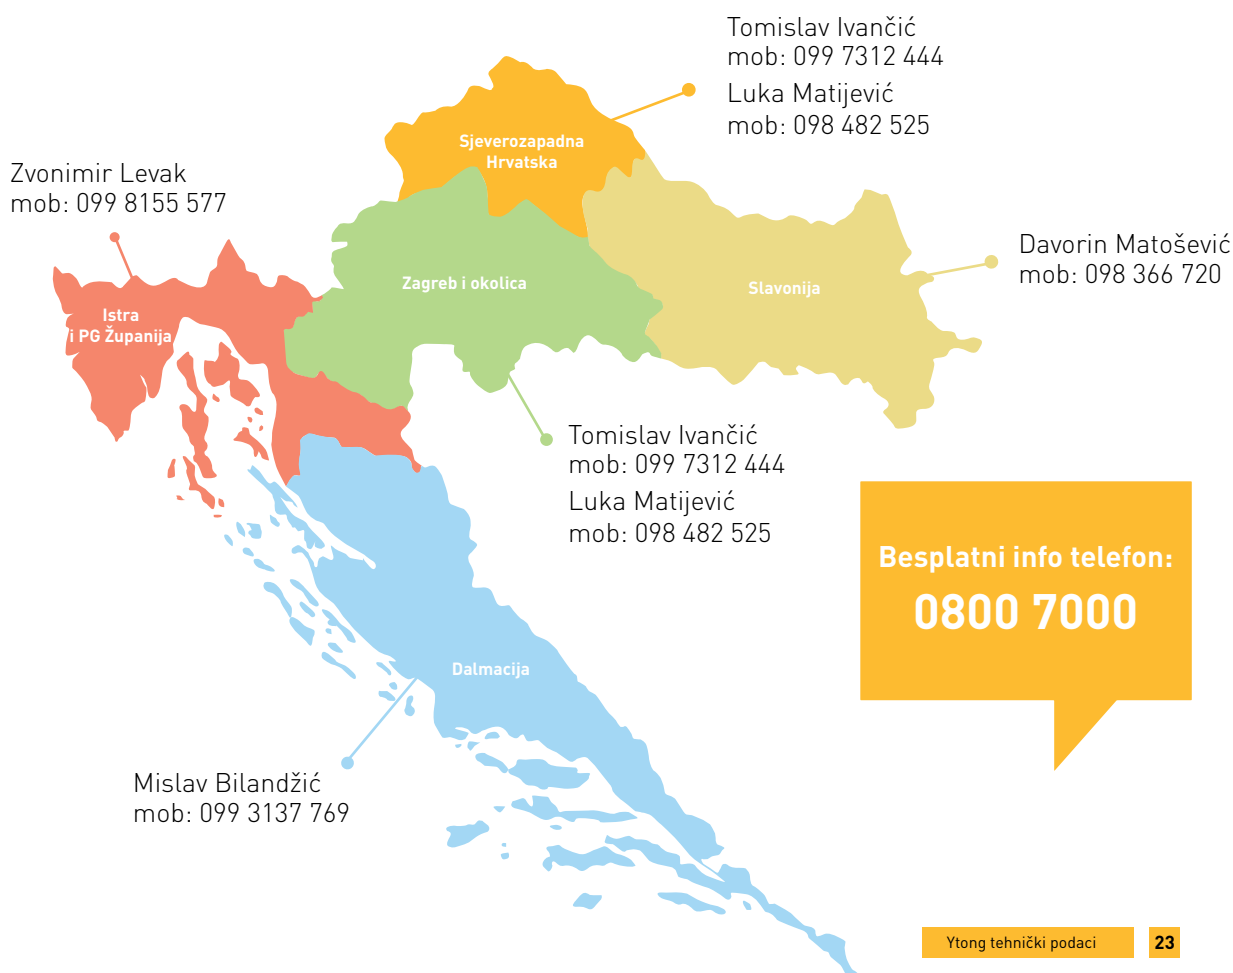 Tomislav Ivančić
mob: 099 7312 444
Luka Matijević
mob: 098 482 525
Sjeverozapadna
Hrvatska
Zvonimir Levak
mob: 099 8155 577
Davorin Matošević
mob: 098 366 720
Zagreb i okolica
Slavonija
Istra
i PG Županija
Tomislav Ivančić
mob: 099 7312 444
Luka Matijević
mob: 098 482 525
Besplatni info telefon:
0800 7000
Dalmacija
Mislav Bilandžić
mob: 099 3137 769
Ytong tehnički podaci
23